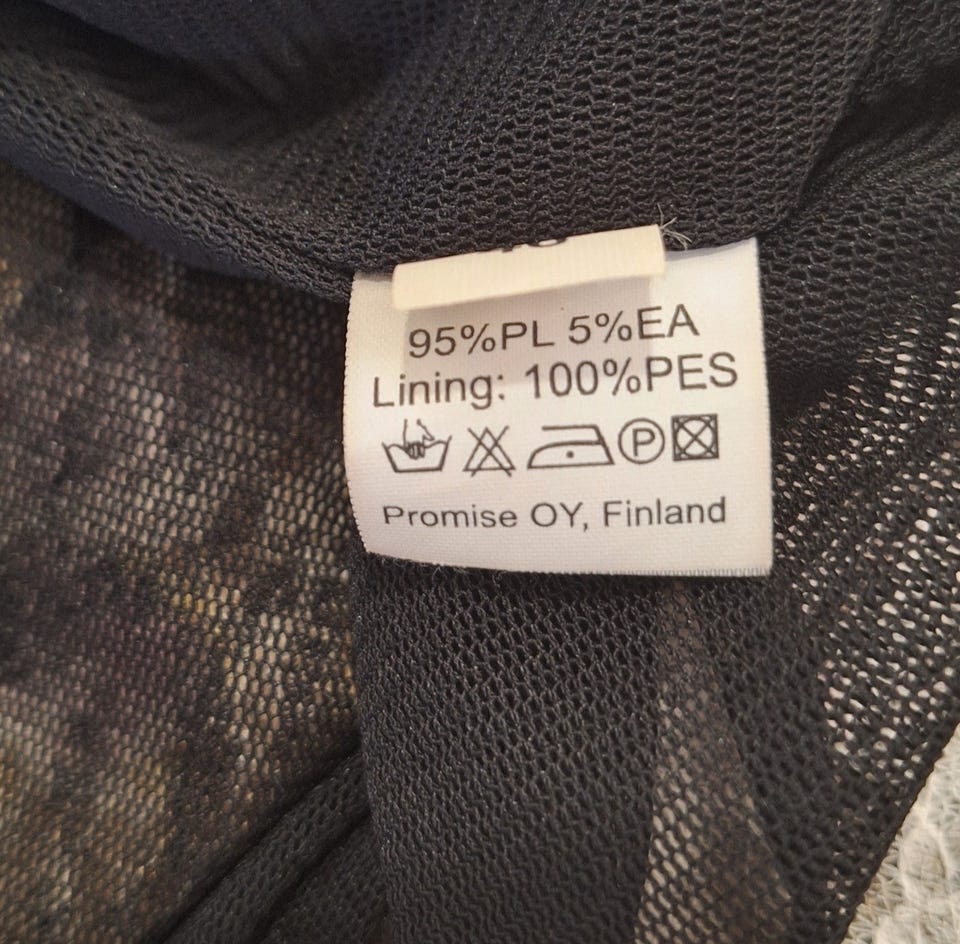 95%PL 5%EA
Lining: 100%PES
P
Promise OY, Finland